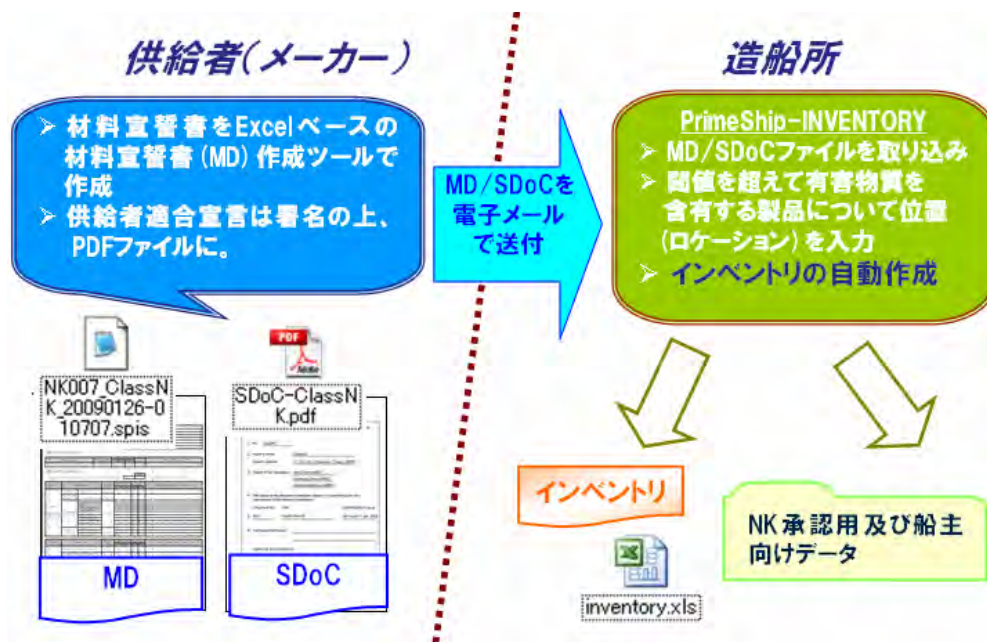 供給者(メーカー)
➢ 材料宣誓書をExcelベースの
材料宣誓書(MD)作成ツールで
作成
➢ 供給者適合宣言は署名の上、
PDFファイルに。
MD/SDoCを
電子メール
で送付
造船所
PrimeShip-INVENTORY
➢ MD/SDoCファイルを取り込み
➢ 閾値を超えて有害物質を
含有する製品について位置
(ロケーション)を入力
➢ インベントリの自動作成
NK007_ClassN
K_20090126-0
10707.spis
MD
PDF
Adobe
SDoC-ClassN
K.pdf
SDoC
インベントリ
inventory.xls
NK承認用及び船主
向けデータ